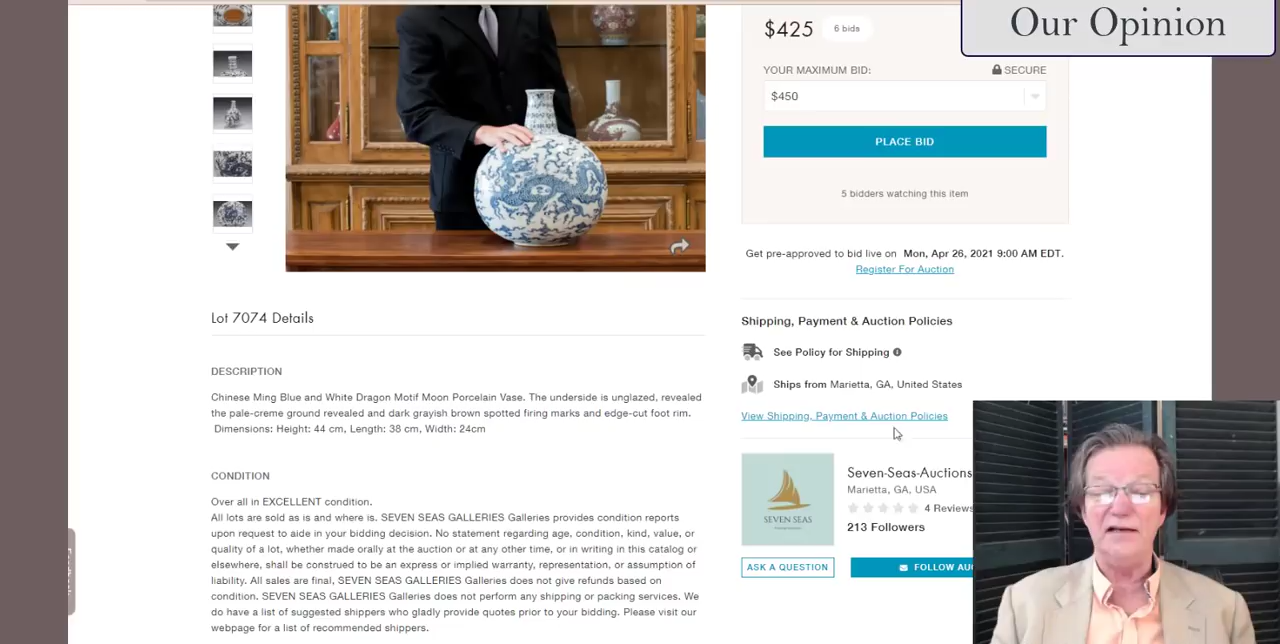 Our Opinion
$425
6 bids
YOUR MAXIMUM BID:
SECURE
$450
PLACE BID
5 bidders watching this item
Get pre-approved to bid live on Mon, Apr 26, 2021 9:00 AM EDT.
Register For Auction
Lot 7074 Details
DESCRIPTION
Chinese Ming Blue and White Dragon Motif Moon Porcelain Vase. The underside is unglazed, revealed
the pale-creme ground revealed and dark grayish brown spotted firing marks and edge-cut foot rim.
Dimensions: Height: 44 cm, Length: 38 cm, Width: 24cm
CONDITION
Over all in EXCELLENT condition.
All lots are sold as is and where is. SEVEN SEAS GALLERIES Galleries provides condition reports
upon request to aide in your bidding decision. No statement regarding age, condition, kind, value, or
quality of a lot, whether made orally at the auction or at any other time, or in writing in this catalog or
elsewhere, shall be construed to be an express or implied warranty, representation, or assumption of
liability. All sales are final, SEVEN SEAS GALLERIES Galleries does not give refunds based on
condition. SEVEN SEAS GALLERIES Galleries does not perform any shipping or packing services. We
do have a list of suggested shippers who gladly provide quotes prior to your bidding. Please visit our
webpage for a list of recommended shippers.
Shipping, Payment & Auction Policies
See Policy for Shipping
Ships from Marietta, GA, United States
View Shipping, Payment & Auction Policies
SEVEN SEAS
Seven-Seas-Auctions
Marietta, GA, USA
4 Reviews
213 Followers
ASK A QUESTION
FOLLOW AUC